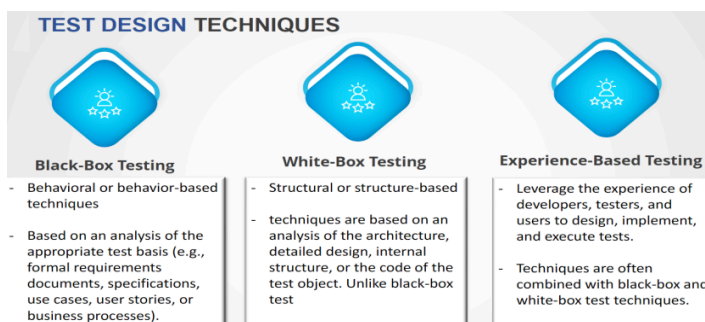 TEST DESIGN TECHNIQUES
Black-Box Testing
- Behavioral or behavior-based
techniques
- Based on an analysis of the
appropriate test basis (e.g.,
formal requirements
documents, specifications,
use cases, user stories, or
business processes).
White-Box Testing
- Structural or structure-based
- techniques are based on an
analysis of the architecture,
detailed design, internal
structure, or the code of the
test object. Unlike black-box
test
Experience-Based Testing
- Leverage the experience of
developers, testers, and
users to design, implement,
and execute tests.
- Techniques are often
combined with black-box and
white-box test techniques.